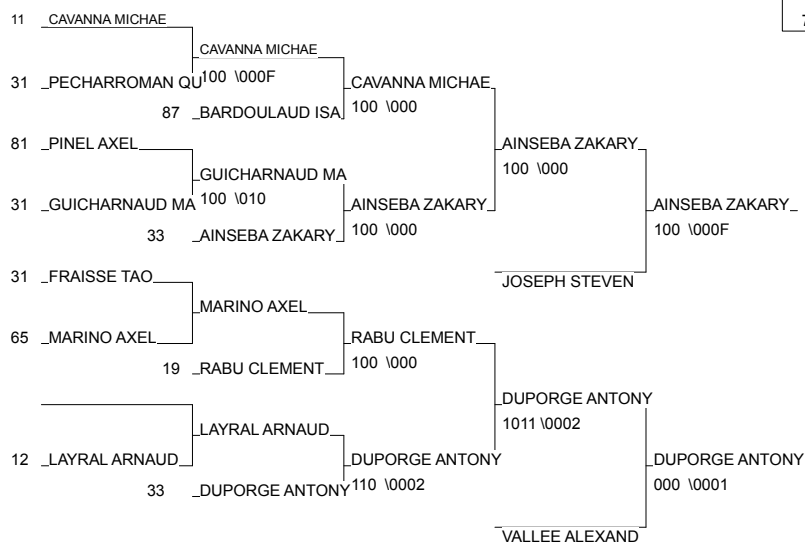 7
11 CAVANNA MICHAE
CAVANNA MICHAE
31 PECHARROMAN QU 100 \000F CAVANNA MICHAE
87 BARDOULAUD ISA 100 \000
81 PINEL AXEL AINSEBA ZAKARY
100 \000
GUICHARNAUD MA
31 GUICHARNAUD MA 100 \010 AINSEBA ZAKARY AINSEBA ZAKARY
33 AINSEBA ZAKARY 100 \000 100 \000F
31 FRAISSE TAO JOSEPH STEVEN
MARINO AXEL
65 MARINO AXEL RABU CLEMENT
19 RABU CLEMENT 100 \000
DUPORGE ANTONY
1011 \0002
LAYRAL ARNAUD
12 LAYRAL ARNAUD DUPORGE ANTONY DUPORGE ANTONY
33 DUPORGE ANTONY 110 \0002 000 \0001
VALLEE ALEXAND